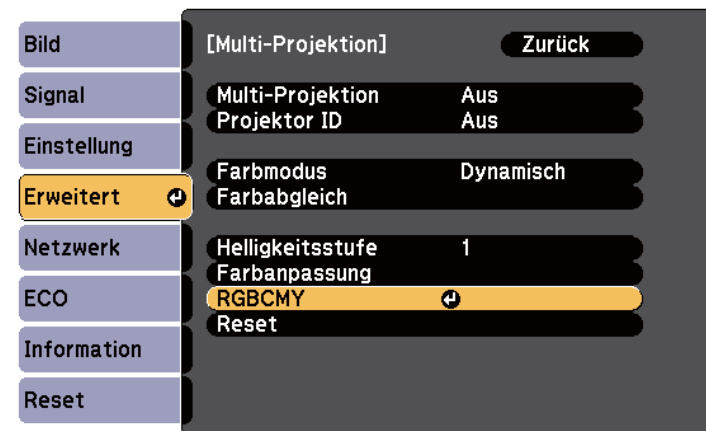 Bild
Signal
Einstellung
Erweitert
Netzwerk
ECO
Information
Reset
[Multi-Projektion] Zurück
Multi-Projektion Aus
Projektor ID Aus
Farbmodus Dynamisch
Farbabgleich
Helligkeitsstufe 1
Farbanpassung
RGBCMY
Reset